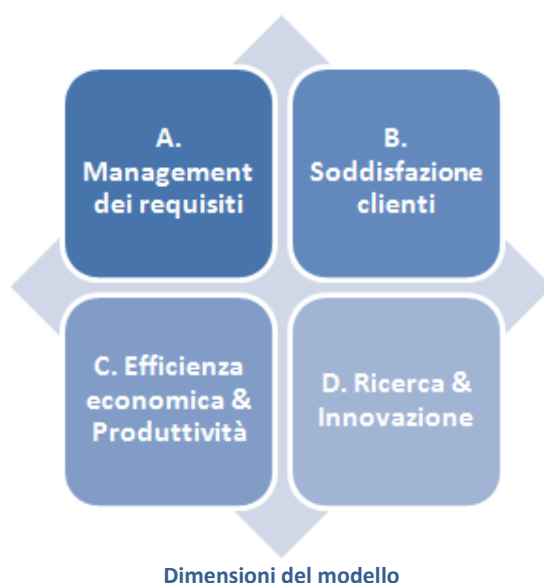 A.
Management
dei requisiti
B.
Soddisfazione
clienti
C. Efficienza
economica &
Produttività
D. Ricerca &
Innovazione
Dimensioni del modello